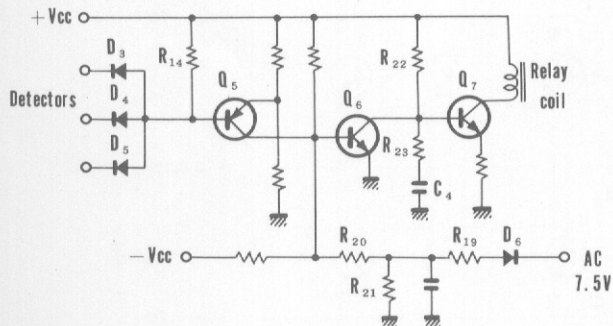 +Vcc
D3
R14
R22
Q5
Q7
Relay
coil
Detectors
D4
Q6
R23
D5
C4
-Vcc
R20
R19
D6
AC
7.5V
R21